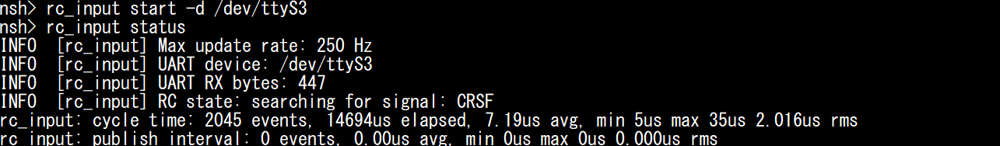 nsh> rc_input start -d /dev/ttyS3
nsh> rc_input status
INFO  [rc_input] Max update rate: 250 Hz
INFO  [rc_input] UART device: /dev/ttyS3
INFO  [rc_input] UART RX bytes: 447
INFO  [rc_input] RC state: searching for signal: CRSF
rc_input: cycle time: 2045 events, 14694us elapsed, 7.19us avg, min 5us max 35us 2.016us rms
rc_input: publish interval: 0 events, 0.00us avg, min 0us max 0us 0.000us rms